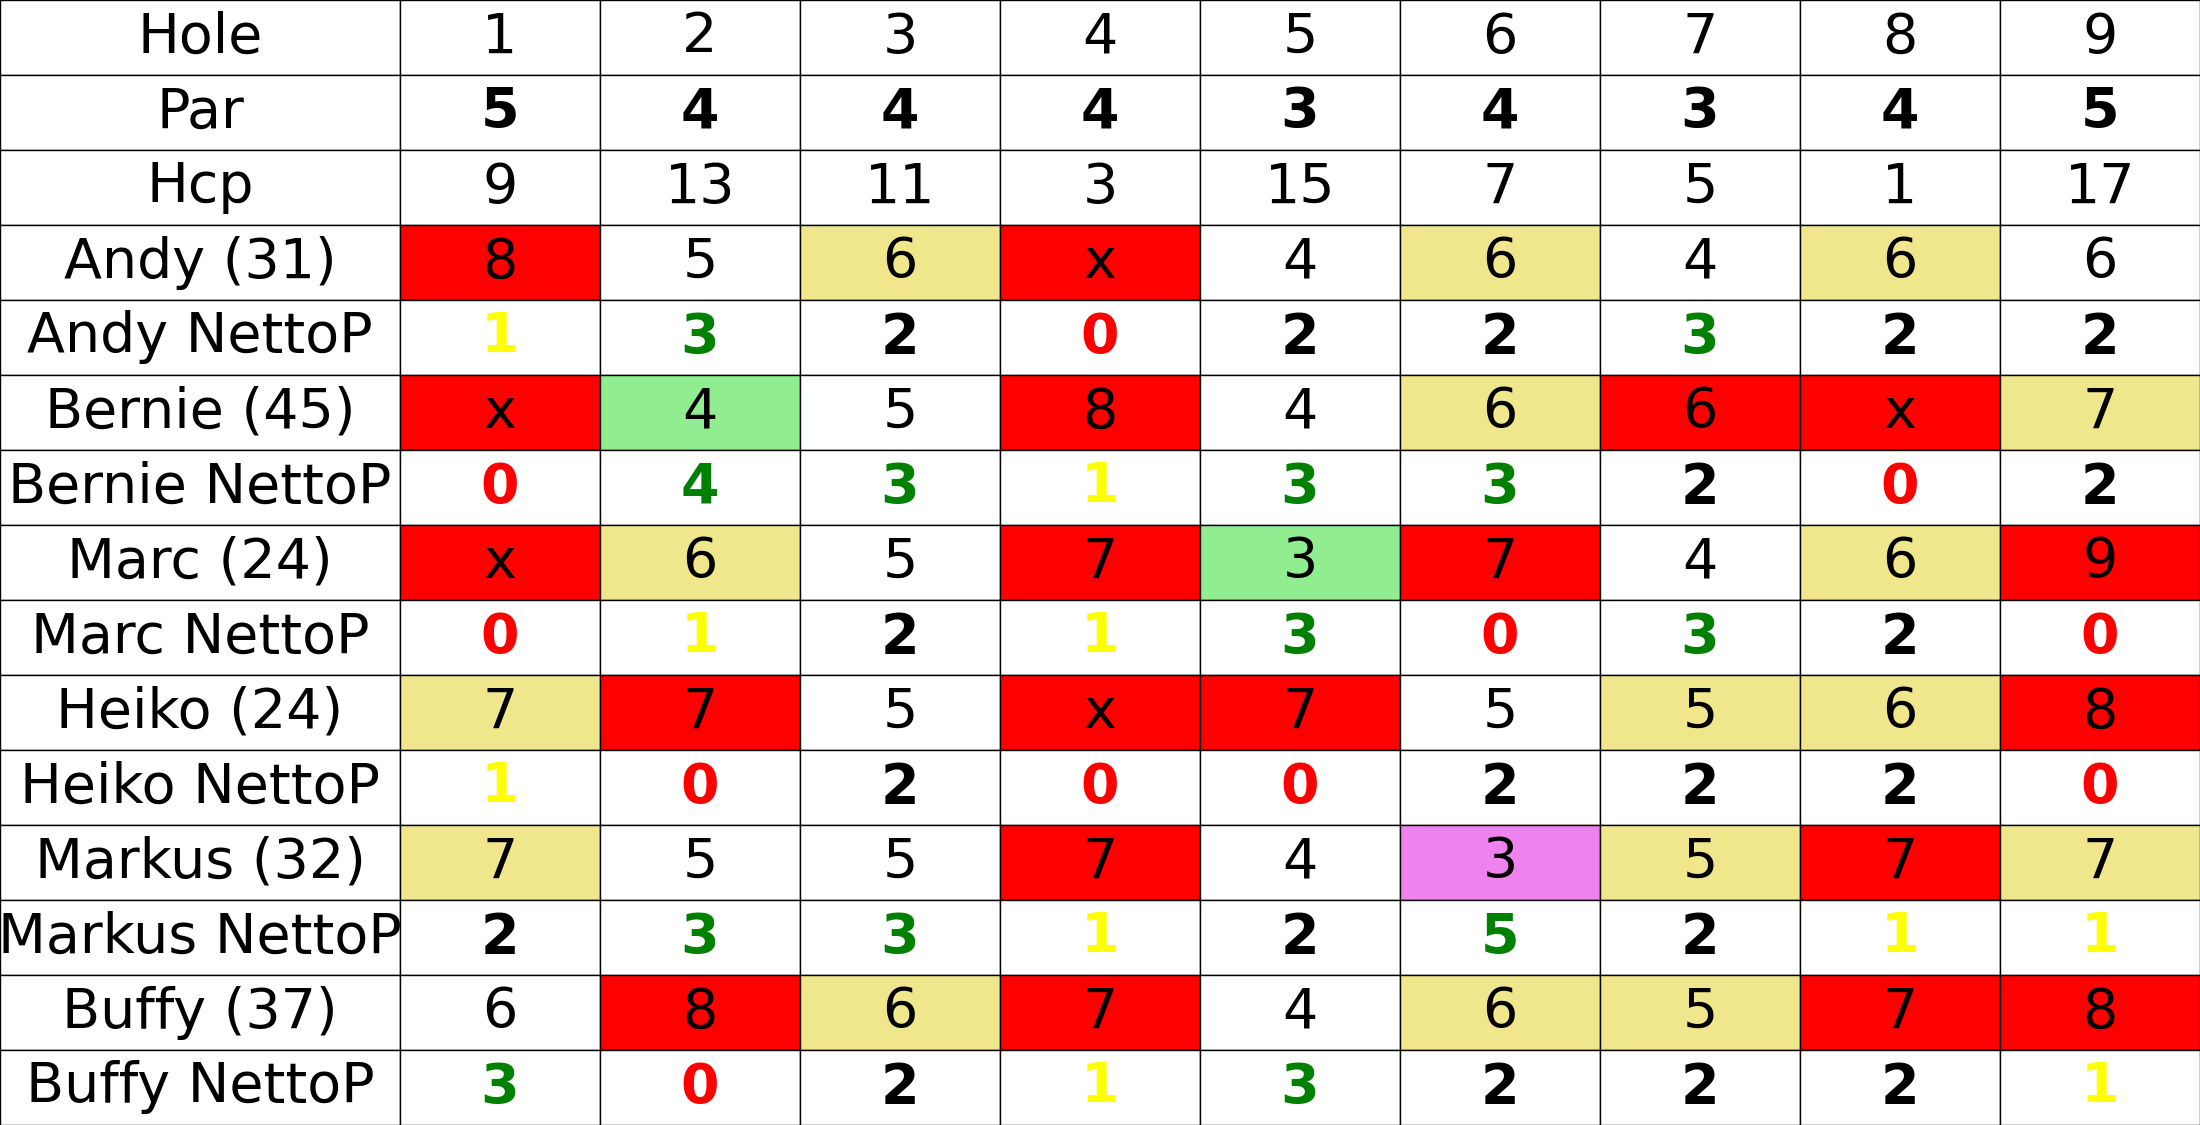 Hole 1 2 3 4 5 6 7 8 9
Par 5 4 4 4 3 4 3 4 5
Hcp 9 13 11 3 15 7 5 1 17
Andy (31) 8 5 6 x 4 6 4 6 6
Andy NettoP 1 3 2 0 2 2 3 2 2
Bernie (45) x 4 5 8 4 6 6 x 7
Bernie NettoP 0 4 3 1 3 3 2 0 2
Marc (24) x 6 5 7 3 7 4 6 9
Marc NettoP 0 1 2 1 3 0 3 2 0
Heiko (24) 7 7 5 x 7 5 5 6 8
Heiko NettoP 1 0 2 0 0 2 2 2 0
Markus (32) 7 5 5 7 4 3 5 7 7
Markus NettoP 2 3 3 1 2 5 2 1 1
Buffy (37) 6 8 6 7 4 6 5 7 8
Buffy NettoP 3 0 2 1 3 2 2 2 1